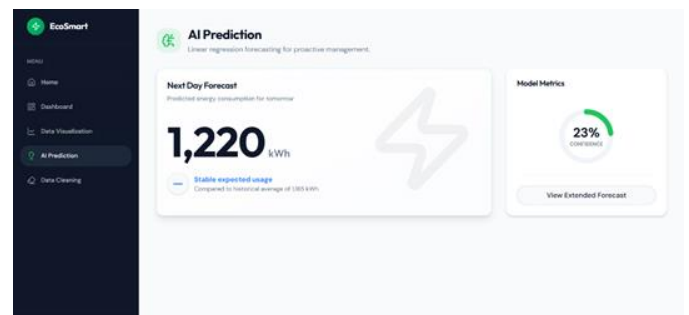 EcoSmart
MENU
Home
Dashboard
Data Visualisation
AI Prediction
Data Cleaning
AI Prediction
Linear regression forecasting for proactive management.
Next Day Forecast
Predicted energy consumption for tomorrow
1,220 kWh
Stable expected usage
Compared to historical average of kWh
Model Metrics
23%
CONFIDENCE
View Extended Forecast